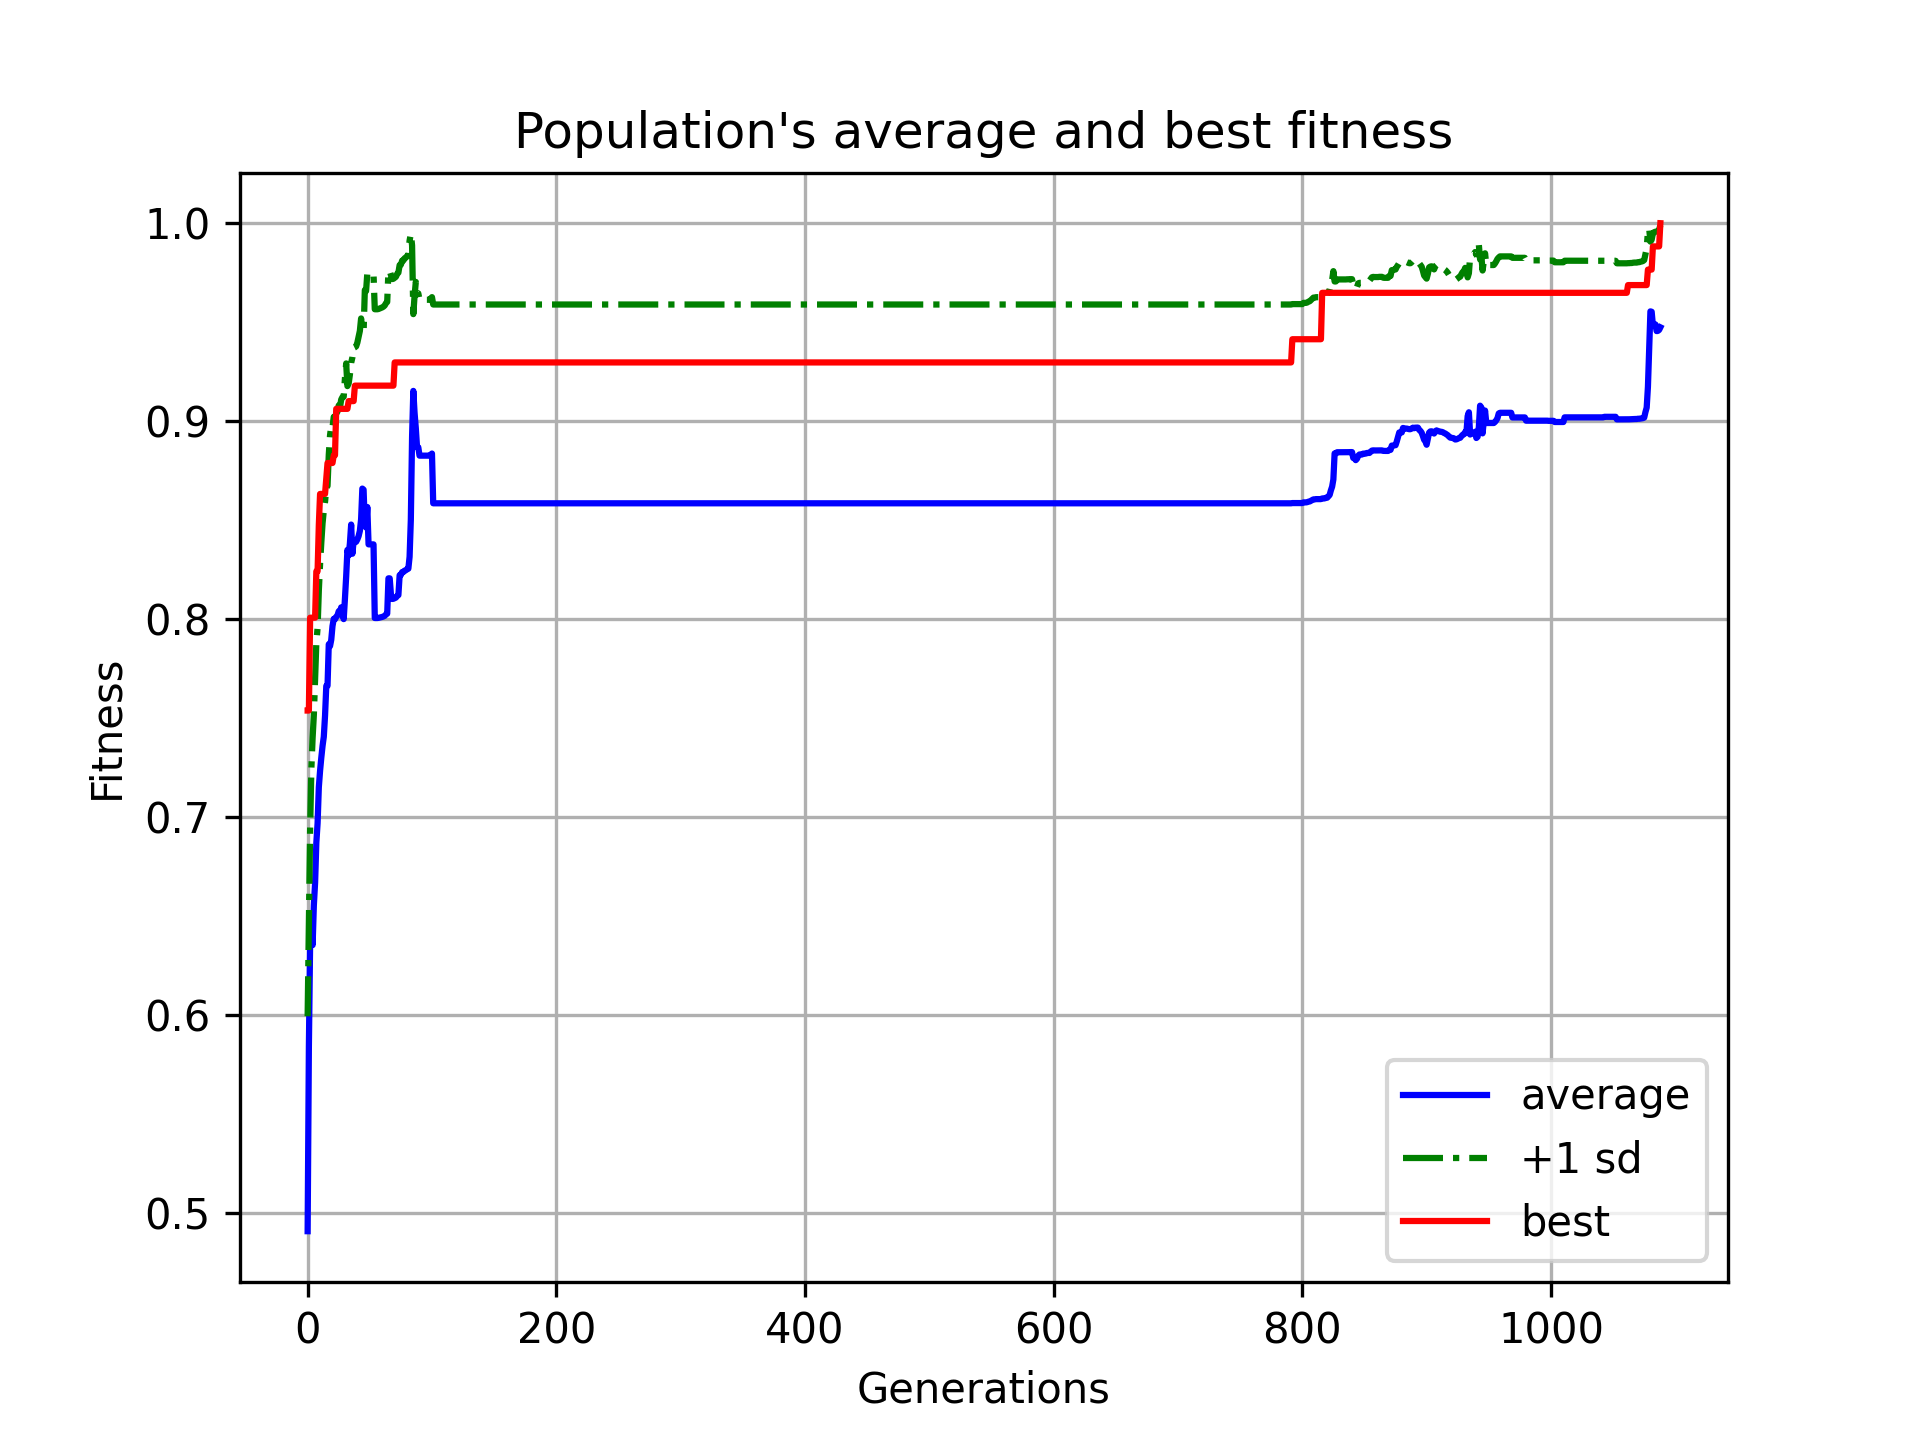 Population's average and best fitness
1.0
0.9
0.8
0.7
0.6
0.5
Fitness
0 200 400 600 800 1000
Generations
average
+1 sd
best